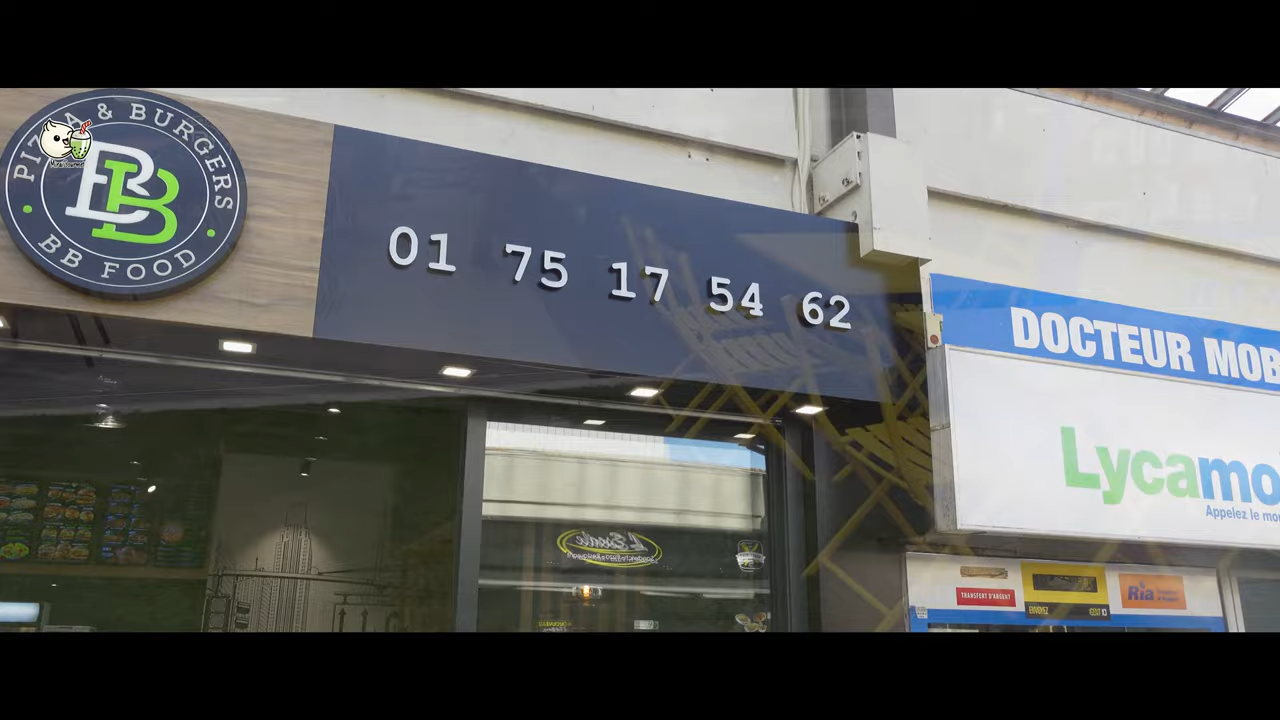 PIZZA & BURGERS
BB
BB FOOD
01 75 17 54 62
DOCTEUR MOB
Lycamo
Appelez le mo
TRANSFERT D'ARGENT
ENVOYEZ
Ria